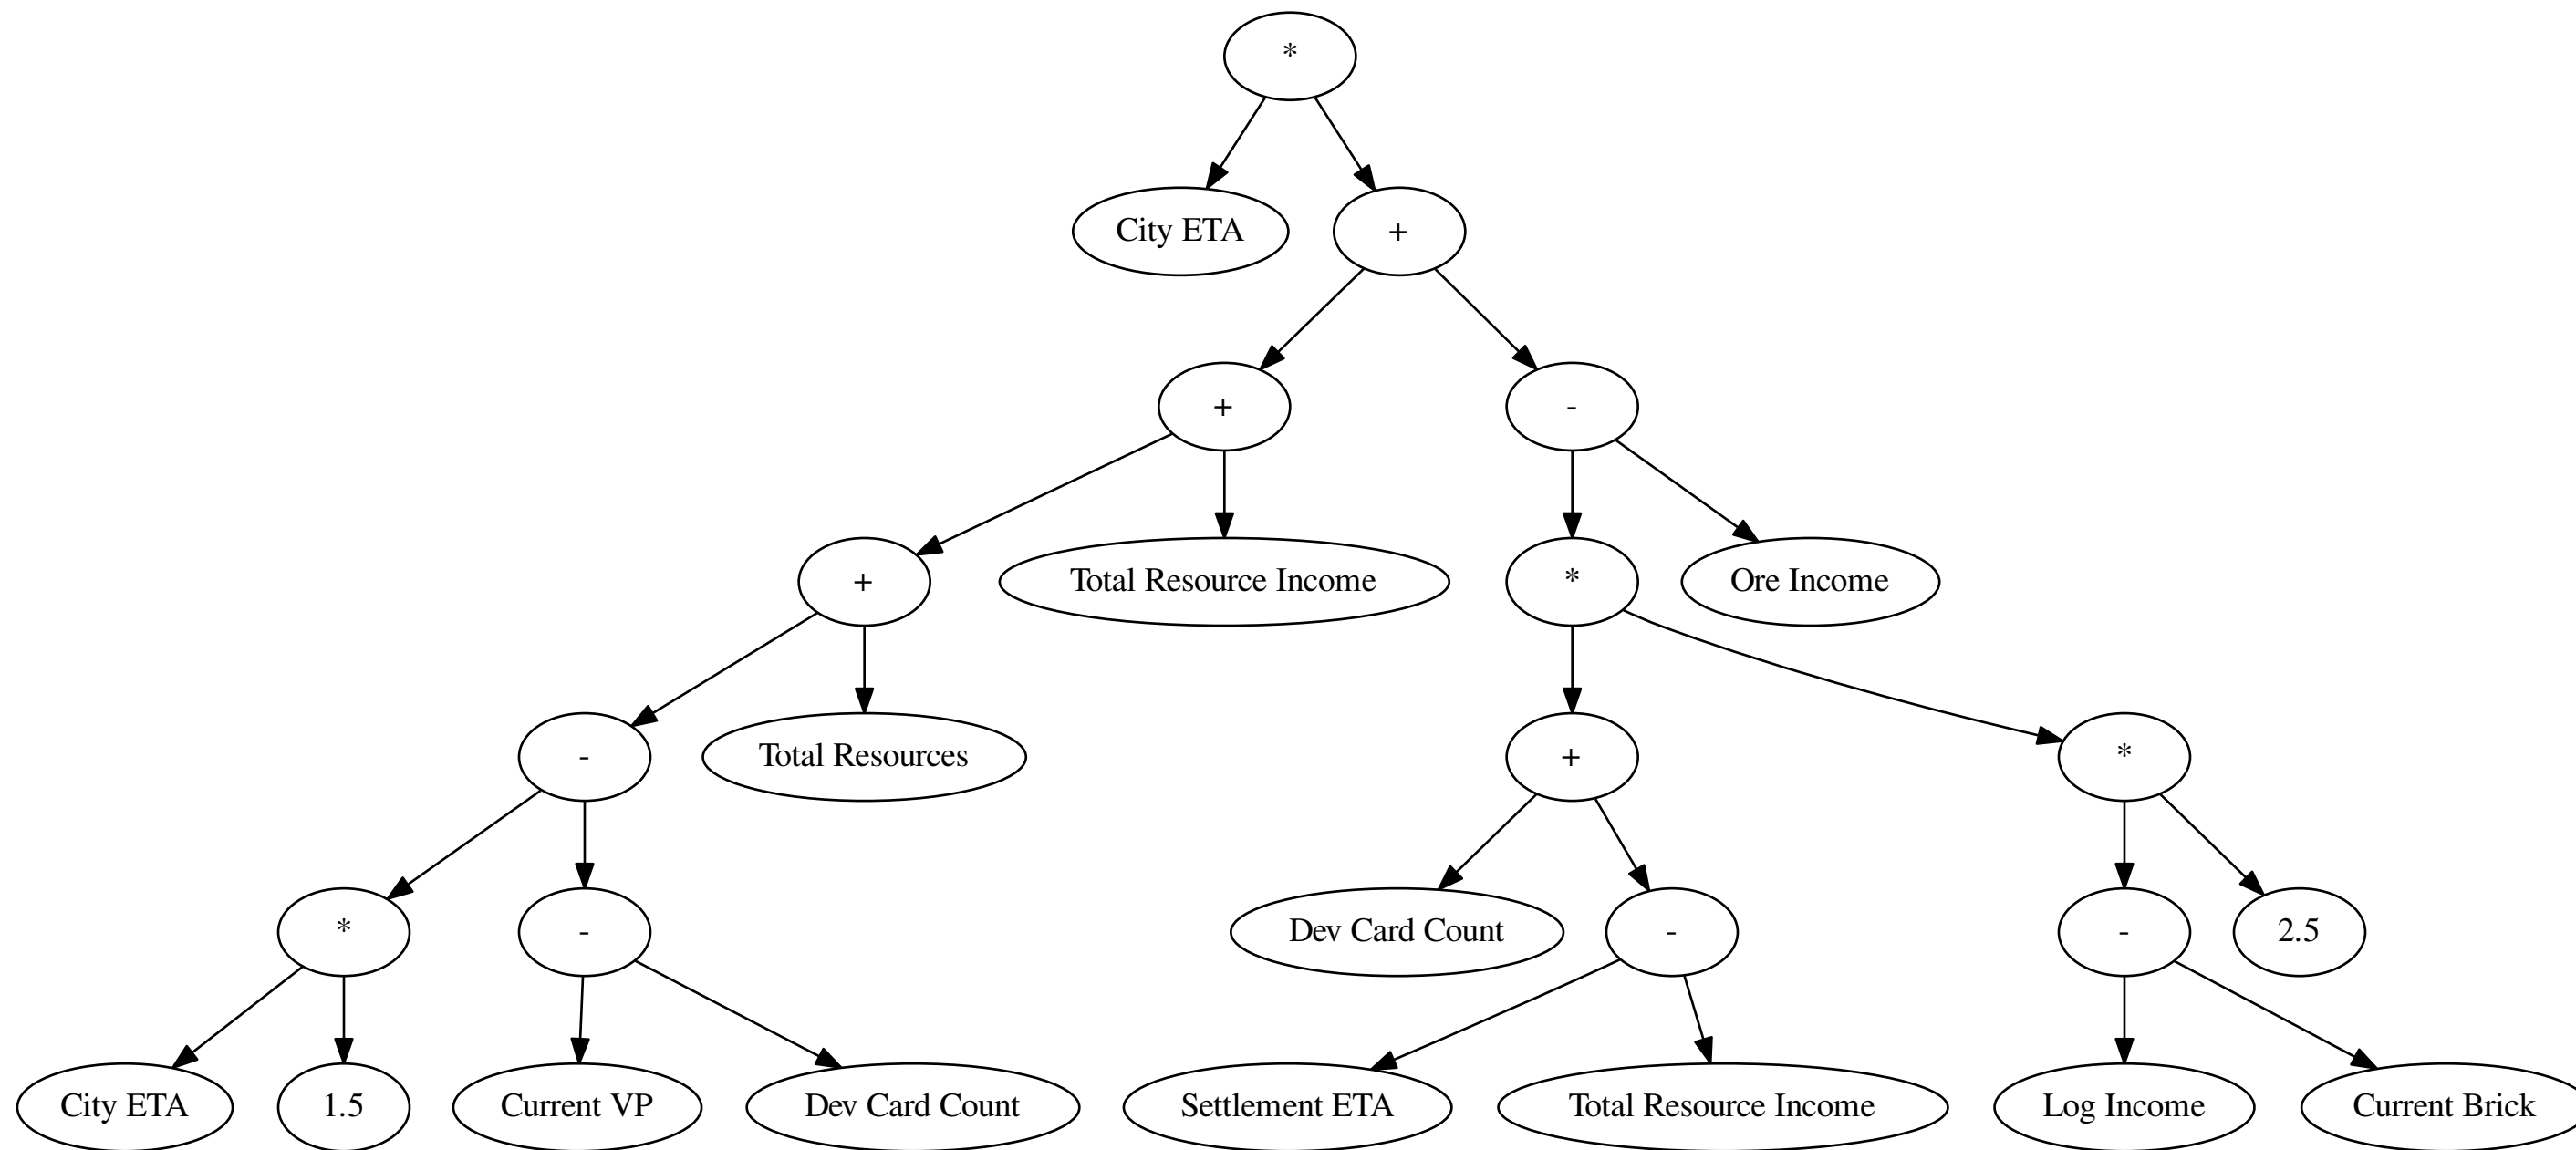 *
City ETA
+
+
-
+
Total Resource Income
*
Ore Income
-
Total Resources
+
*
*
-
Dev Card Count
-
-
2.5
City ETA
1.5
Current VP
Dev Card Count
Settlement ETA
Total Resource Income
Log Income
Current Brick